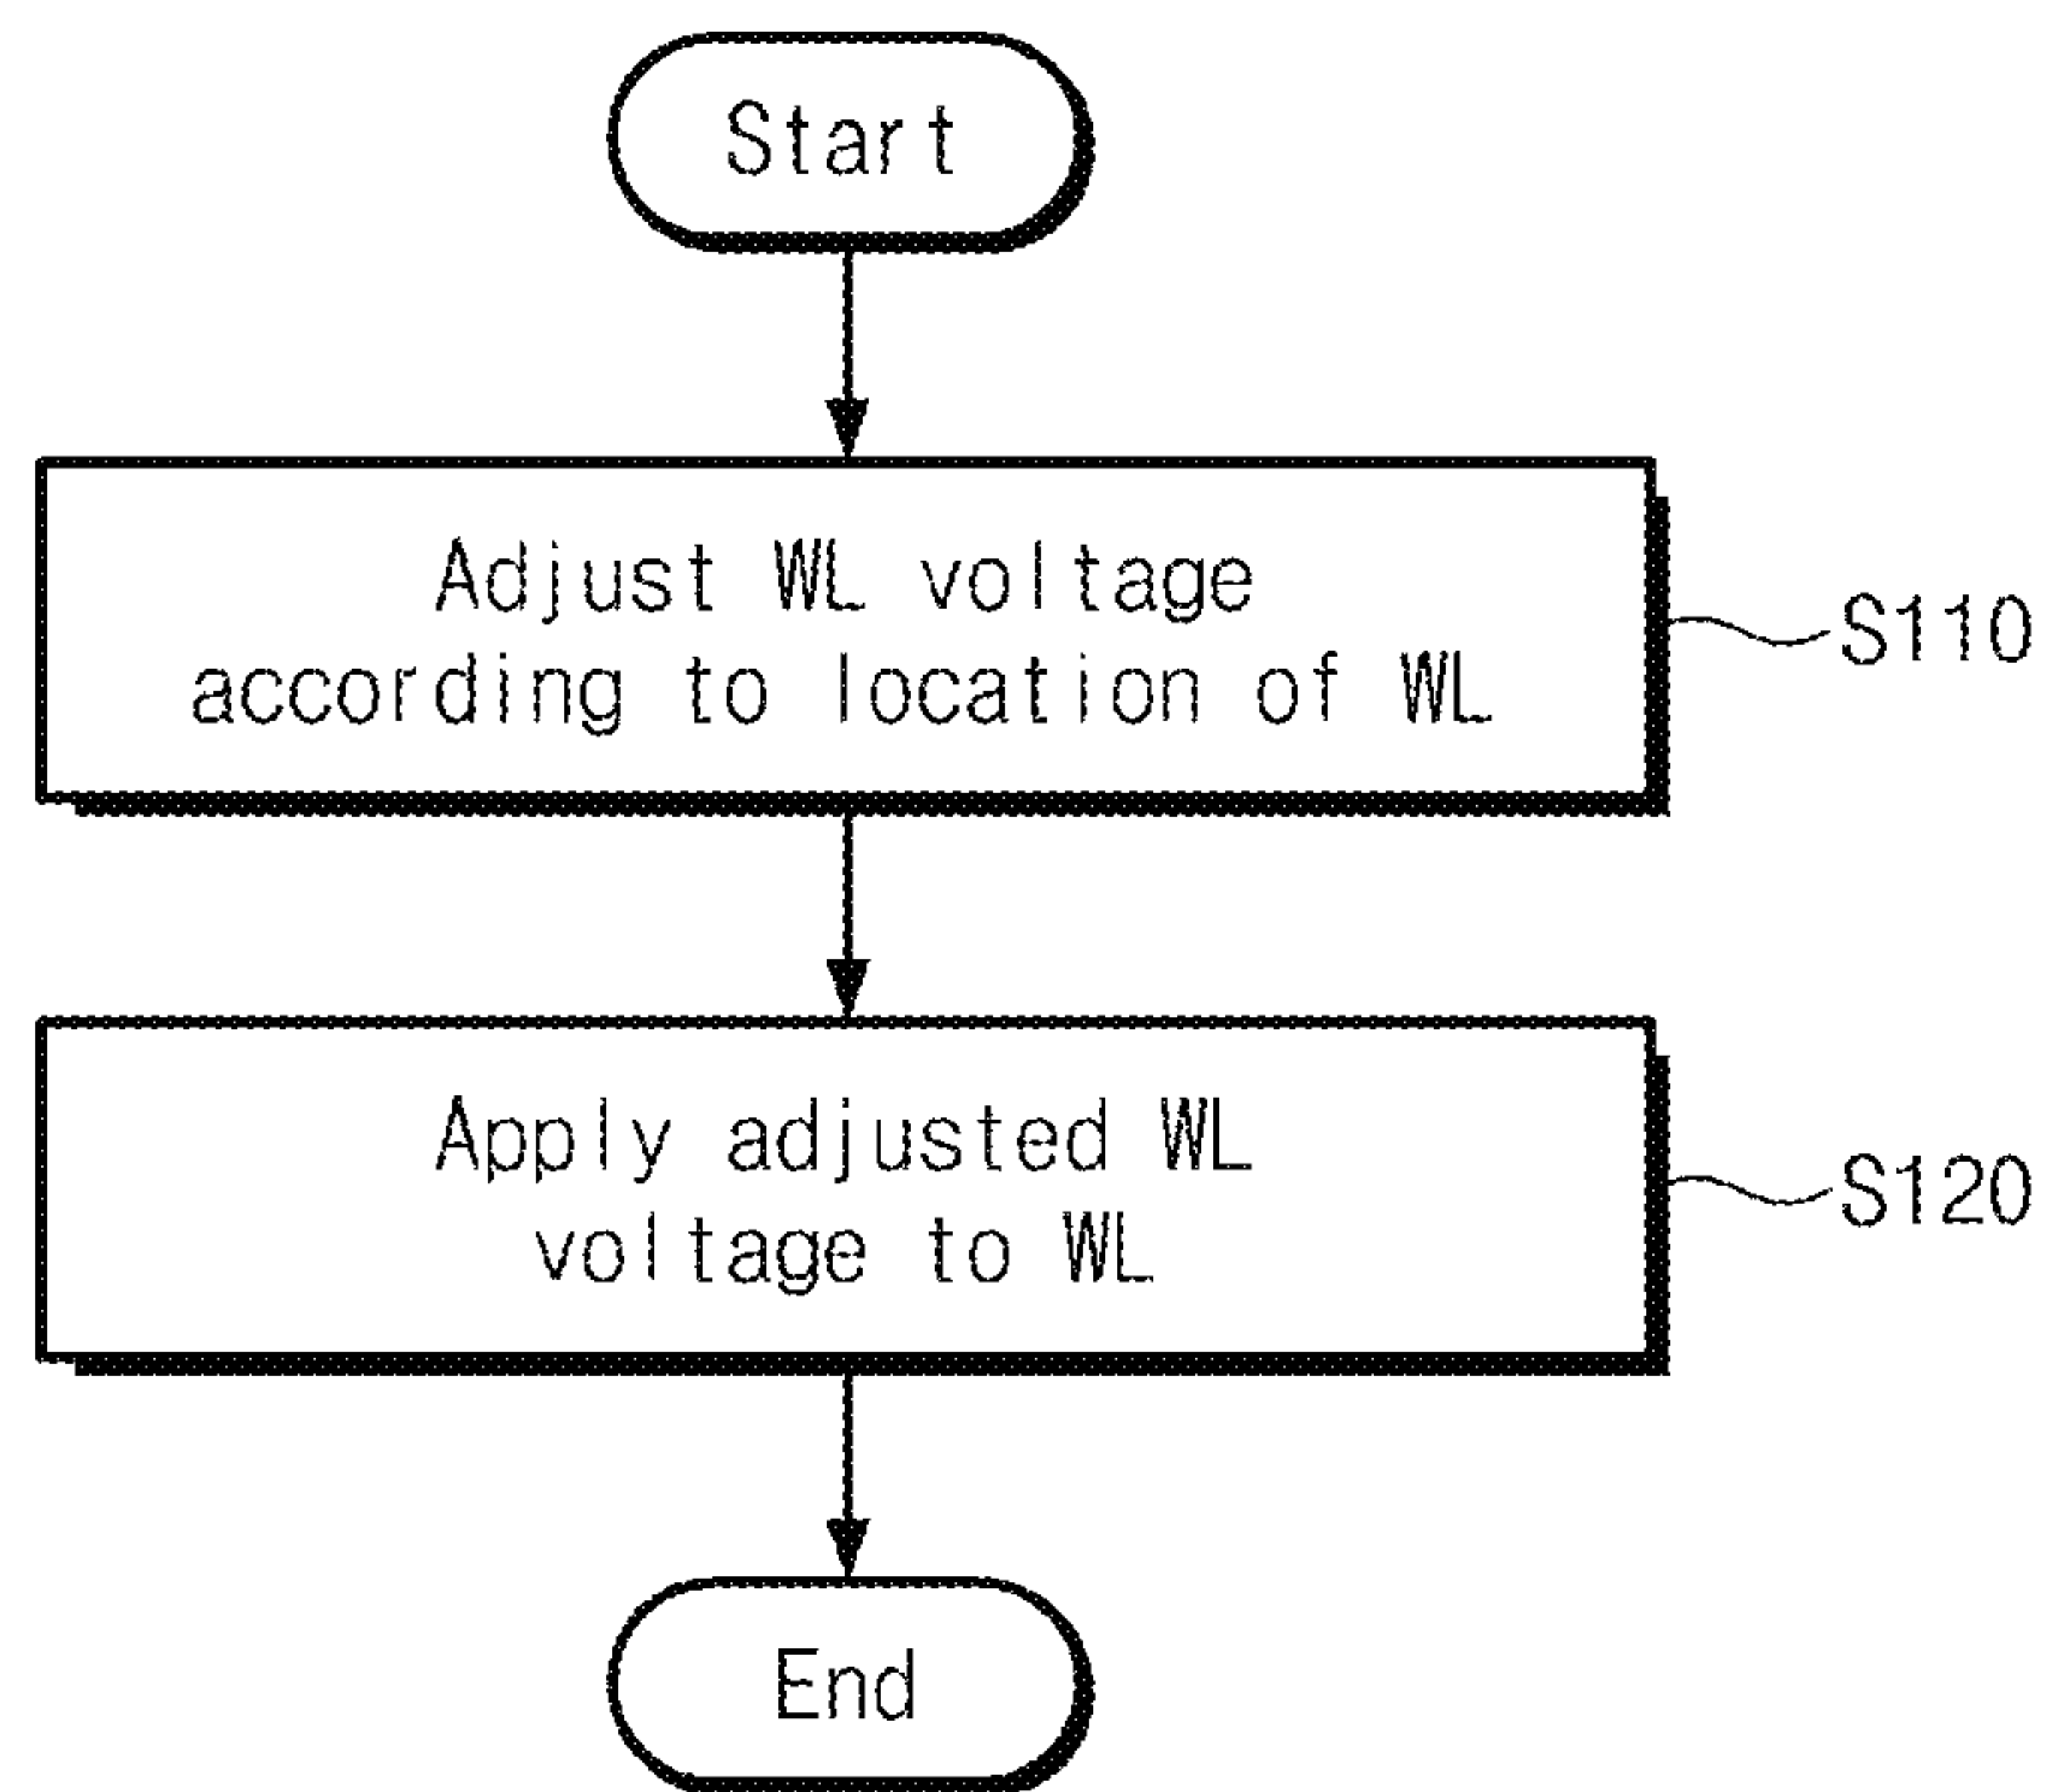 Start
Adjust WL voltage
according to location of WL
S110
Apply adjusted WL
voltage to WL
S120
End